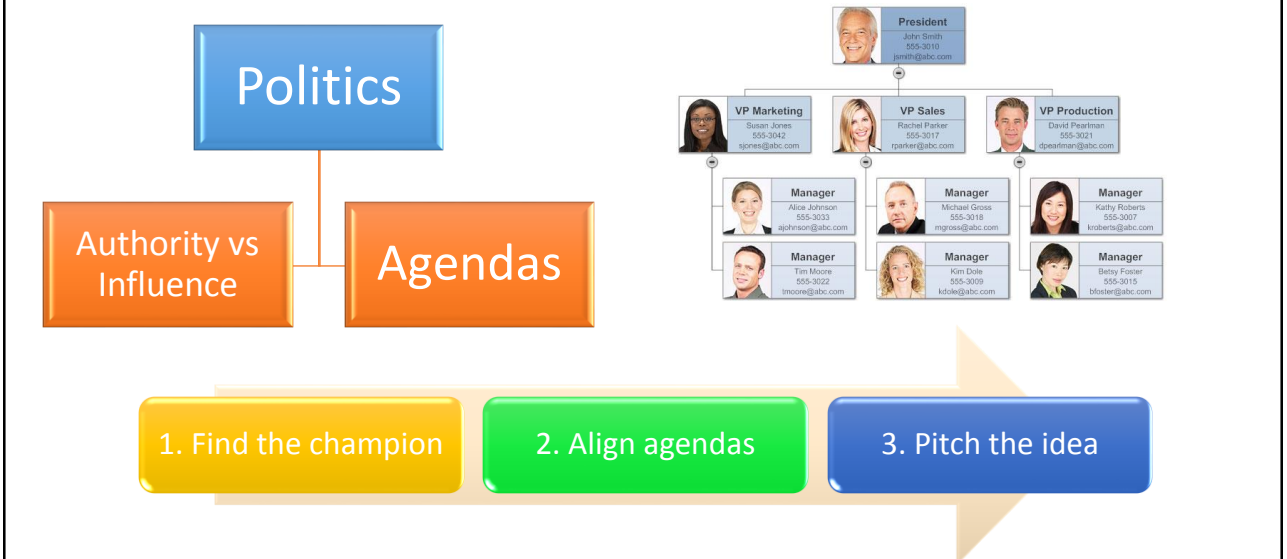 Politics
Authority vs
Influence
Agendas
President
John Smith
555-3010
jsmith@abc.com
VP Marketing
Susan Jones
555-3042
sjones@abc.com
VP Sales
Rachel Parker
555-3017
rparker@abc.com
VP Production
David Pearlman
555-3021
dpearlman@abc.com
Manager
Alice Johnson
555-3033
ajohnson@abc.com
Manager
Michael Gross
555-3018
mgross@abc.com
Manager
Kathy Roberts
555-3007
kroberts@abc.com
Manager
Tim Moore
555-3022
tmoore@abc.com
Manager
Kim Dole
555-3009
kdole@abc.com
Manager
Betsy Foster
555-3015
bfoster@abc.com
1. Find the champion
2. Align agendas
3. Pitch the idea